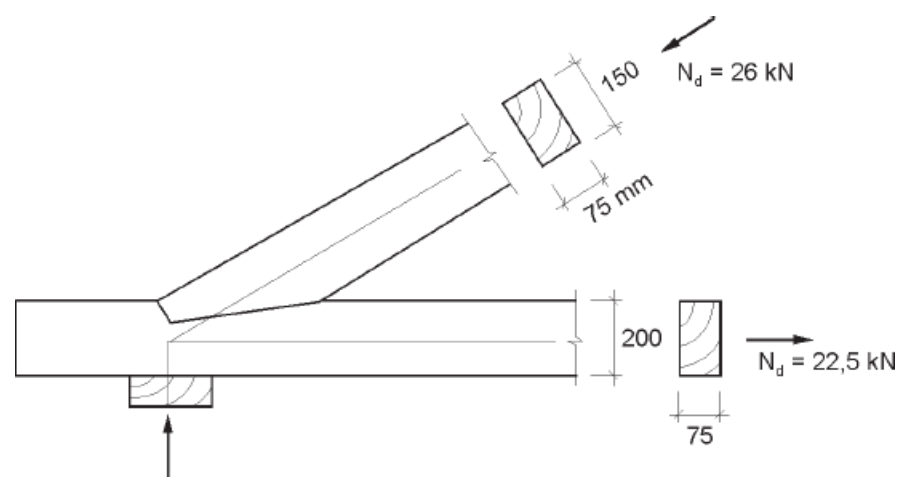 150
N_d = 26 kN
75 mm
200
N_d = 22,5 kN
75